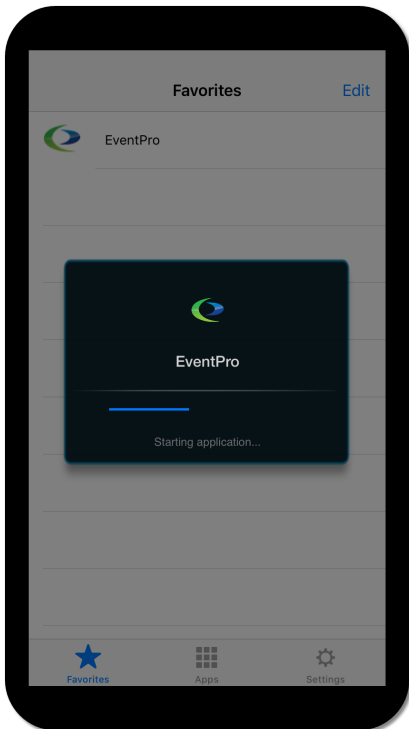 Favorites Edit
EventPro
EventPro
Starting application...
Favorites Apps Settings